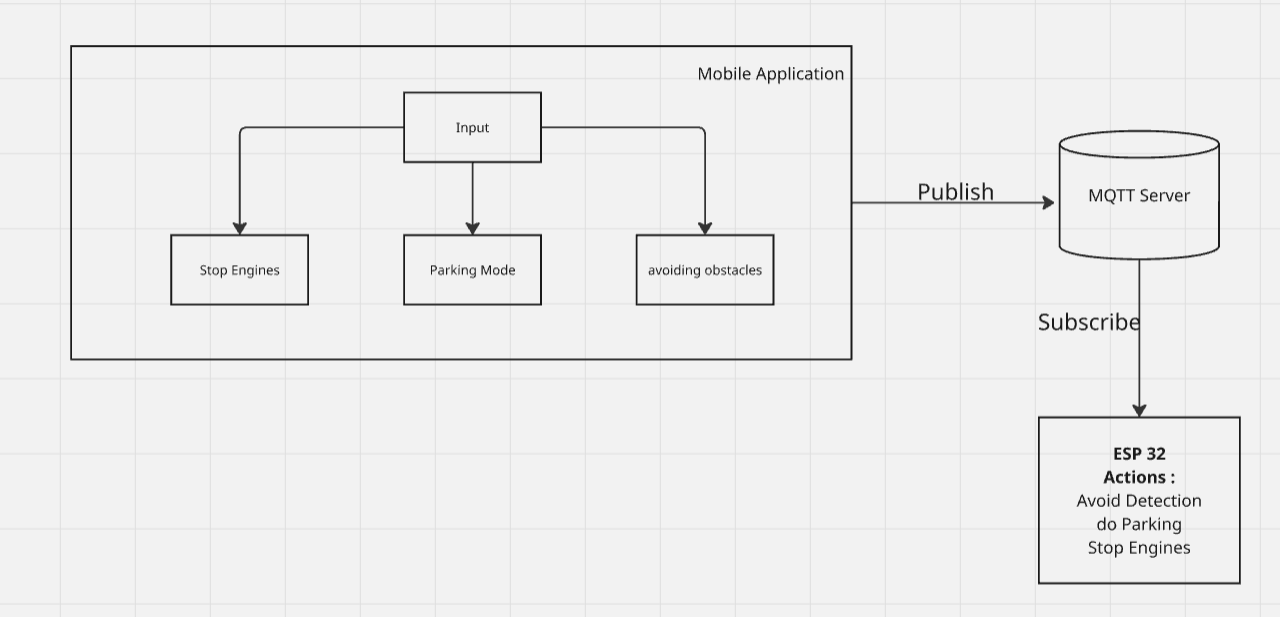 Mobile Application
Input
Stop Engines
Parking Mode
avoiding obstacles
Publish
MQTT Server
Subscribe
ESP 32
Actions :
Avoid Detection
do Parking
Stop Engines